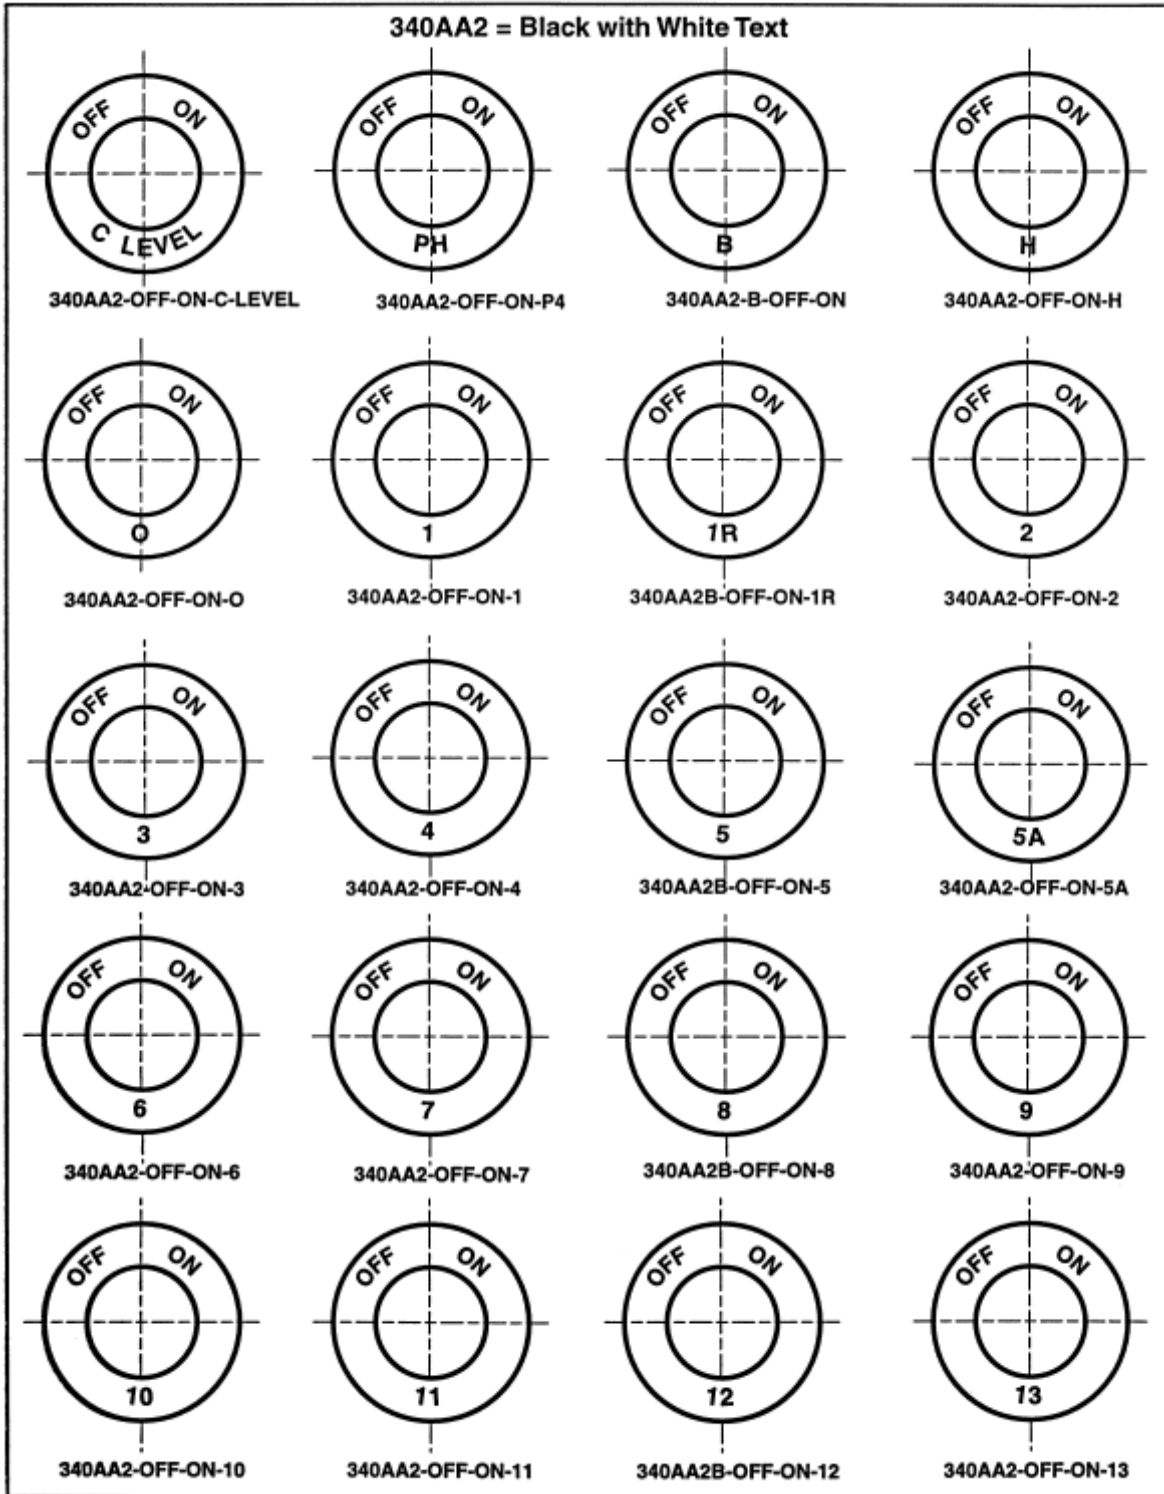 340AA2 = Black with White Text
OFF ON
C LEVEL
340AA2-OFF-ON-C-LEVEL
OFF ON
PH
340AA2-OFF-ON-P4
OFF ON
B
340AA2-B-OFF-ON
OFF ON
H
340AA2-OFF-ON-H
OFF ON
O
340AA2-OFF-ON-O
OFF ON
1
340AA2-OFF-ON-1
OFF ON
1R
340AA2B-OFF-ON-1R
OFF ON
2
340AA2-OFF-ON-2
OFF ON
3
340AA2-OFF-ON-3
OFF ON
4
340AA2-OFF-ON-4
OFF ON
5
340AA2B-OFF-ON-5
OFF ON
5A
340AA2-OFF-ON-5A
OFF ON
6
340AA2-OFF-ON-6
OFF ON
7
340AA2-OFF-ON-7
OFF ON
8
340AA2B-OFF-ON-8
OFF ON
9
340AA2-OFF-ON-9
OFF ON
10
340AA2-OFF-ON-10
OFF ON
11
340AA2-OFF-ON-11
OFF ON
12
340AA2B-OFF-ON-12
OFF ON
13
340AA2-OFF-ON-13